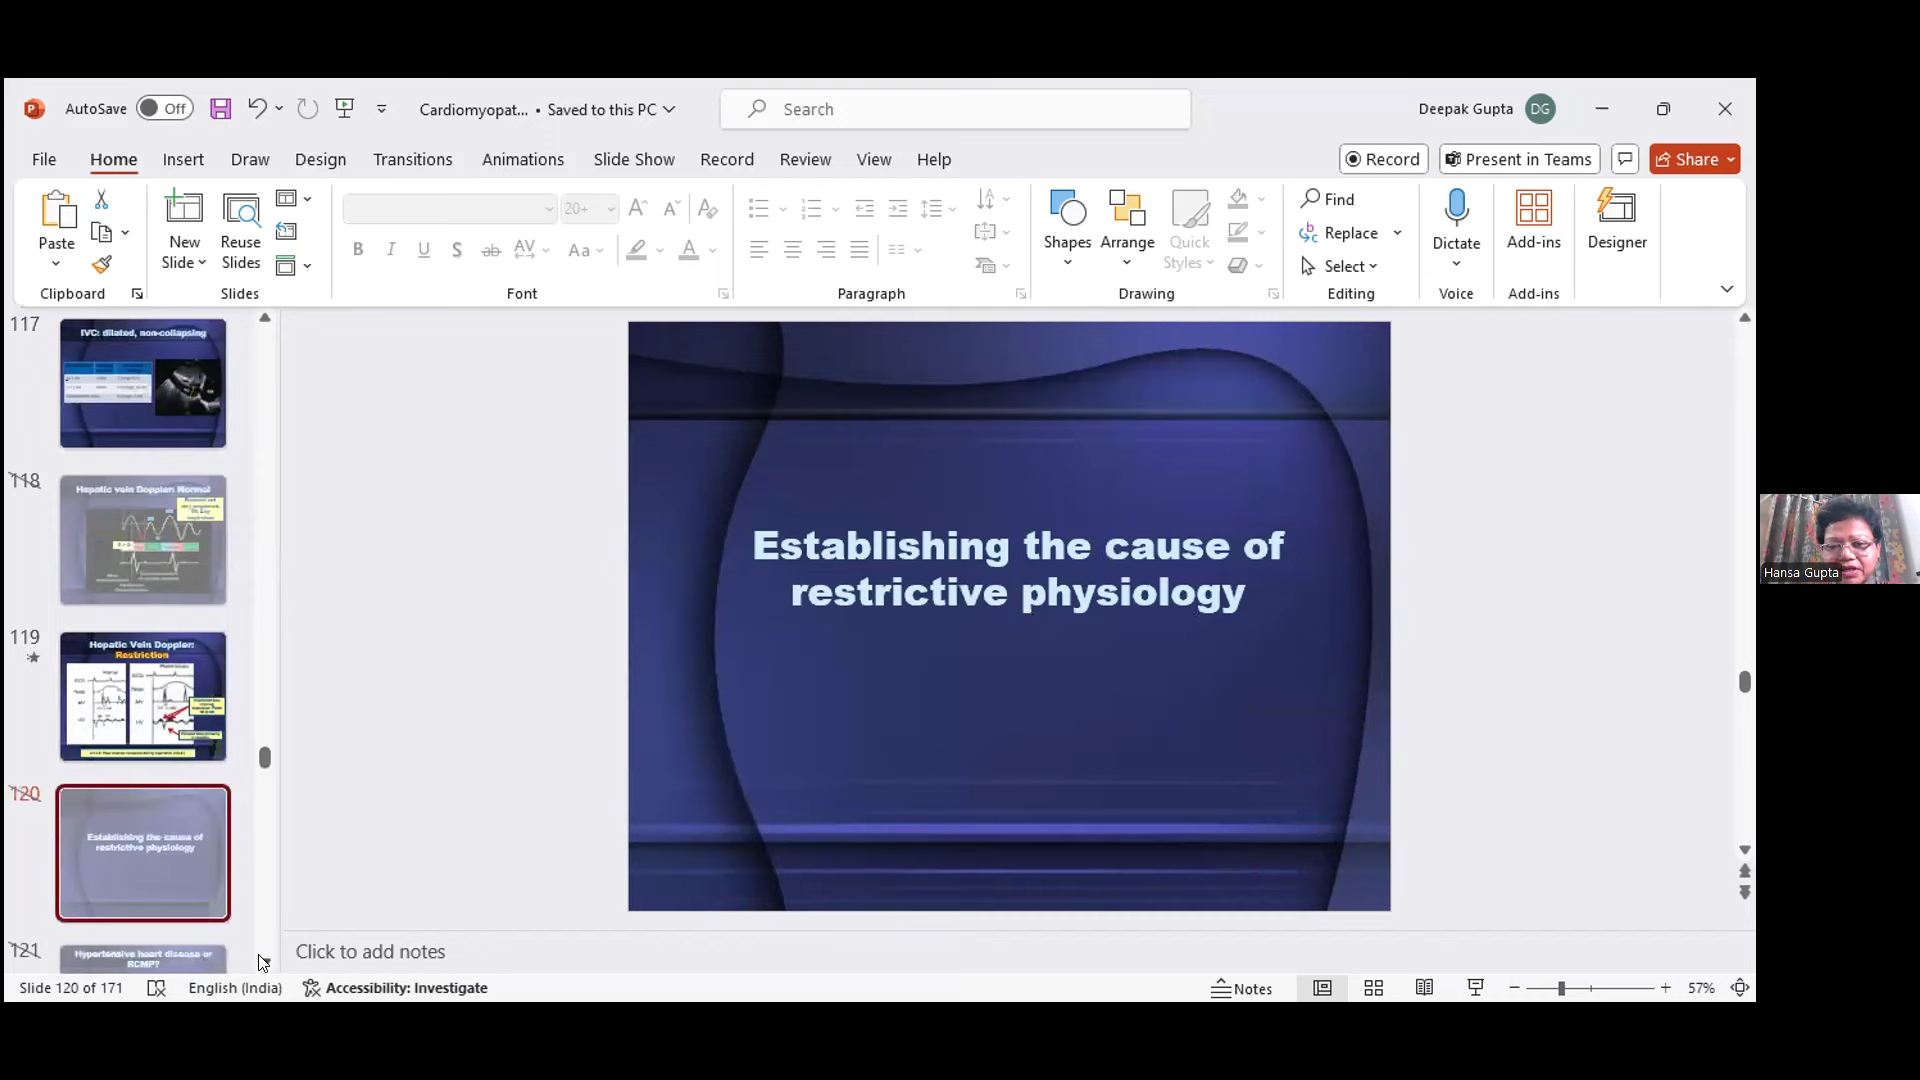 AutoSave Off Cardiomyopat... • Saved to this PC Search Deepak Gupta DG
File Home Insert Draw Design Transitions Animations Slide Show Record Review View Help Record Present in Teams Share
Paste New Slide Reuse Slides 20+ Shapes Arrange Quick Styles Find Replace Select Dictate Add-ins Designer
Clipboard Slides Font Paragraph Drawing Editing Voice Add-ins
117
IVC: dilated, non-collapsing
118
Hepatic vein Doppler: Normal
119
Hepatic Vein Doppler:
Restriction
120
Establishing the cause of
restrictive physiology
121
Hypertensive heart disease or
RCMP?
Establishing the cause of
restrictive physiology
Click to add notes
Slide 120 of 171 English (India) Accessibility: Investigate Notes 57%
Hansa Gupta